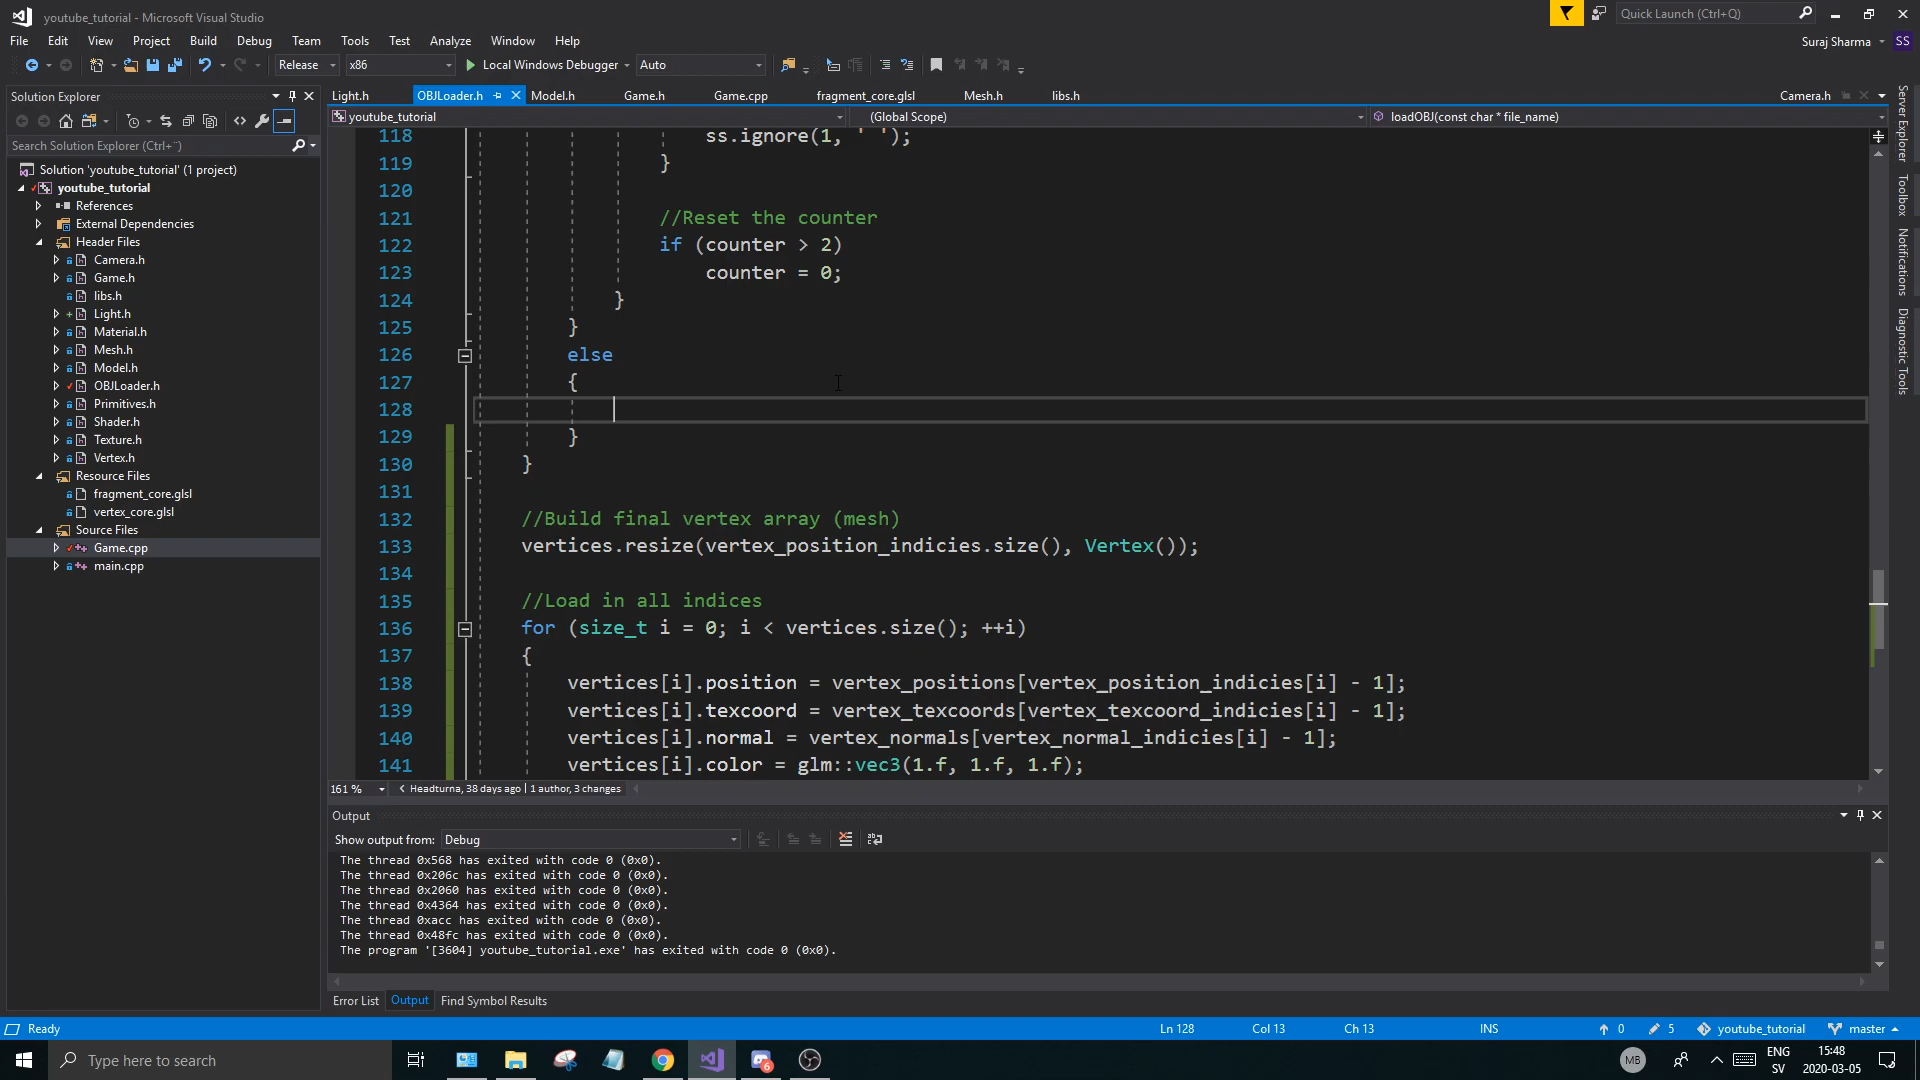 youtube_tutorial - Microsoft Visual Studio
Quick Launch (Ctrl+Q)
File Edit View Project Build Debug Team Tools Test Analyze Window Help
Suraj Sharma SS
Release x86 Local Windows Debugger Auto
Solution Explorer
Light.h OBJLoader.h Model.h Game.h Game.cpp fragment_core.glsl Mesh.h libs.h Camera.h
youtube_tutorial (Global Scope) loadOBJ(const char * file_name)
Search Solution Explorer (Ctrl+¨)
Solution 'youtube_tutorial' (1 project)
youtube_tutorial
References
External Dependencies
Header Files
Camera.h
Game.h
libs.h
Light.h
Material.h
Mesh.h
Model.h
OBJLoader.h
Primitives.h
Shader.h
Texture.h
Vertex.h
Resource Files
fragment_core.glsl
vertex_core.glsl
Source Files
Game.cpp
main.cpp
118 ss.ignore(1, ' ');
119 }
120
121 //Reset the counter
122 if (counter > 2)
123 counter = 0;
124 }
125 }
126 else
127 {
128
129 }
130 }
131
132 //Build final vertex array (mesh)
133 vertices.resize(vertex_position_indicies.size(), Vertex());
134
135 //Load in all indices
136 for (size_t i = 0; i < vertices.size(); ++i)
137 {
138 vertices[i].position = vertex_positions[vertex_position_indicies[i] - 1];
139 vertices[i].texcoord = vertex_texcoords[vertex_texcoord_indicies[i] - 1];
140 vertices[i].normal = vertex_normals[vertex_normal_indicies[i] - 1];
141 vertices[i].color = glm::vec3(1.f, 1.f, 1.f);
161 % Headturna, 38 days ago | 1 author, 3 changes
Output
Show output from: Debug
The thread 0x568 has exited with code 0 (0x0).
The thread 0x206c has exited with code 0 (0x0).
The thread 0x2060 has exited with code 0 (0x0).
The thread 0x4364 has exited with code 0 (0x0).
The thread 0xacc has exited with code 0 (0x0).
The thread 0x48fc has exited with code 0 (0x0).
The program '[3604] youtube_tutorial.exe' has exited with code 0 (0x0).
Error List Output Find Symbol Results
Server Explorer
Toolbox
Notifications
Diagnostic Tools
Ready Ln 128 Col 13 Ch 13 INS 0 5 youtube_tutorial master
Type here to search
6
MB
ENG
SV
15:48
2020-03-05